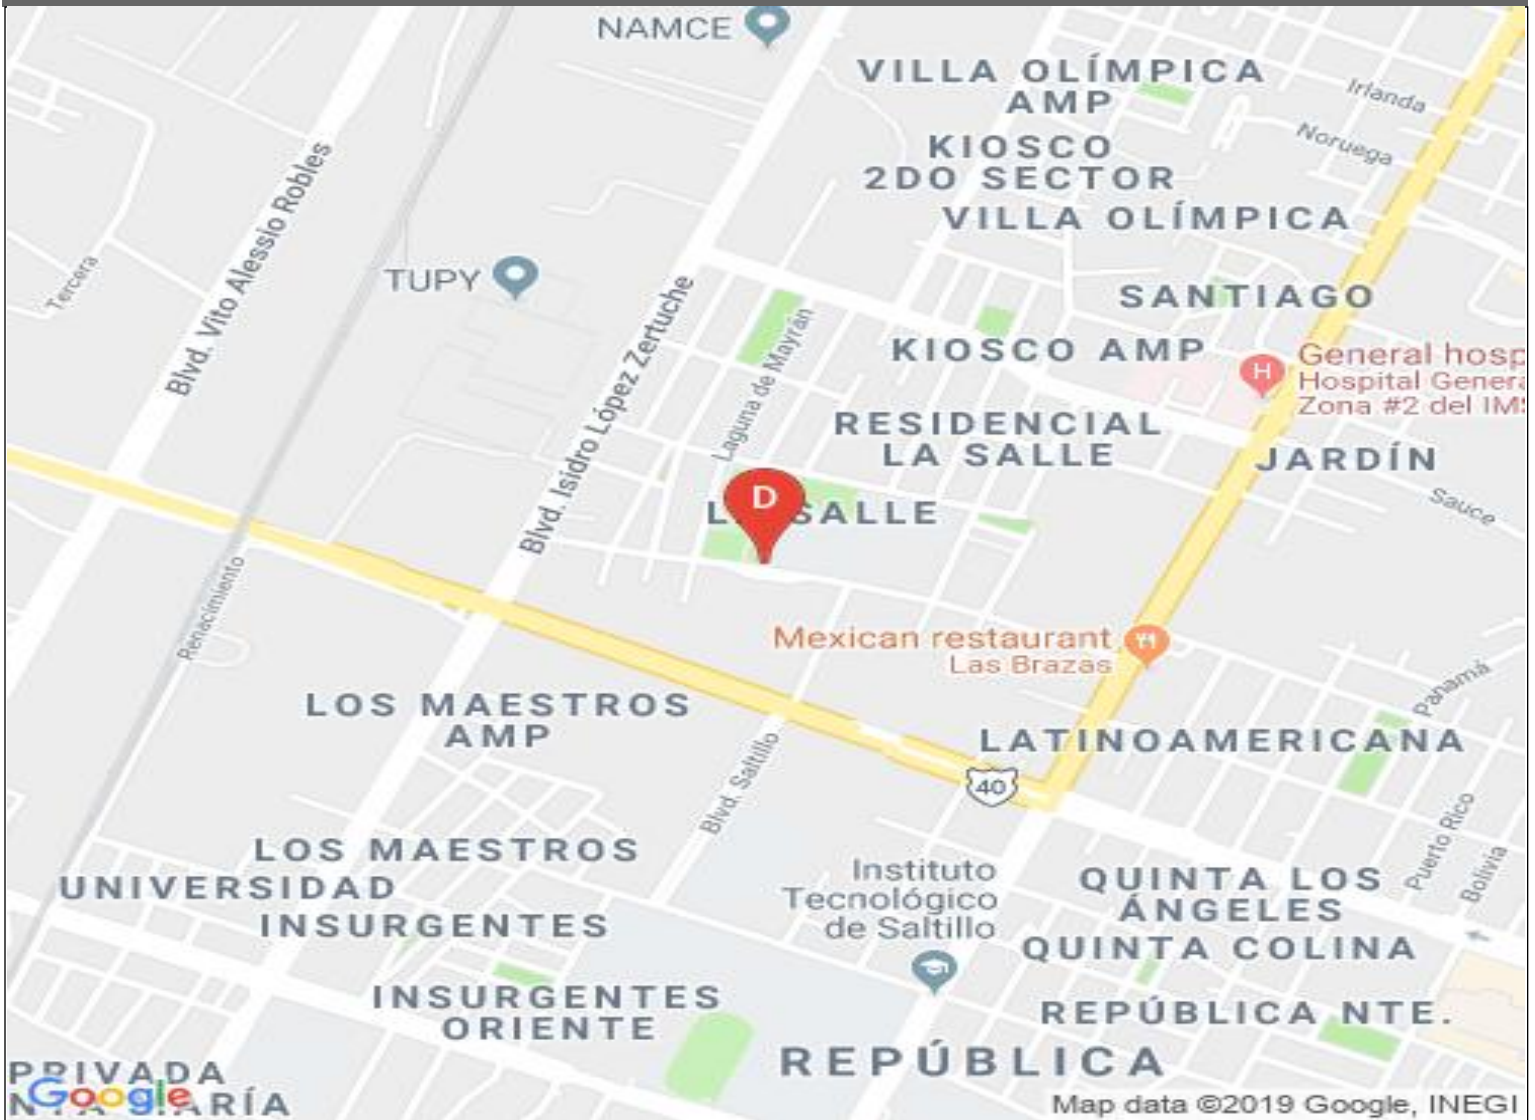 NAMCE
VILLA OLÍMPICA
AMP
Irlanda
Noruega
KIOSCO
2DO SECTOR
VILLA OLÍMPICA
Blvd. Vito Alessio Robles
Tercera
TUPY
Blvd. Isidro López Zertuche
SANTIAGO
Laguna de Mayrán
KIOSCO AMP
H
General hosp
Hospital Genera
Zona #2 del IMS
RESIDENCIAL
LA SALLE
JARDÍN
Sauce
D
SALLE
Renacimiento
Mexican restaurant
Las Brazas
Panamá
LOS MAESTROS
AMP
LATINOAMERICANA
Blvd. Saltillo
40
Puerto Rico
Bolivia
LOS MAESTROS
UNIVERSIDAD
INSURGENTES
Instituto
Tecnológico
de Saltillo
QUINTA LOS
ÁNGELES
QUINTA COLINA
INSURGENTES
ORIENTE
REPÚBLICA NTE.
REPÚBLICA
PRIVADA
Google
Map data ©2019 Google, INEGI